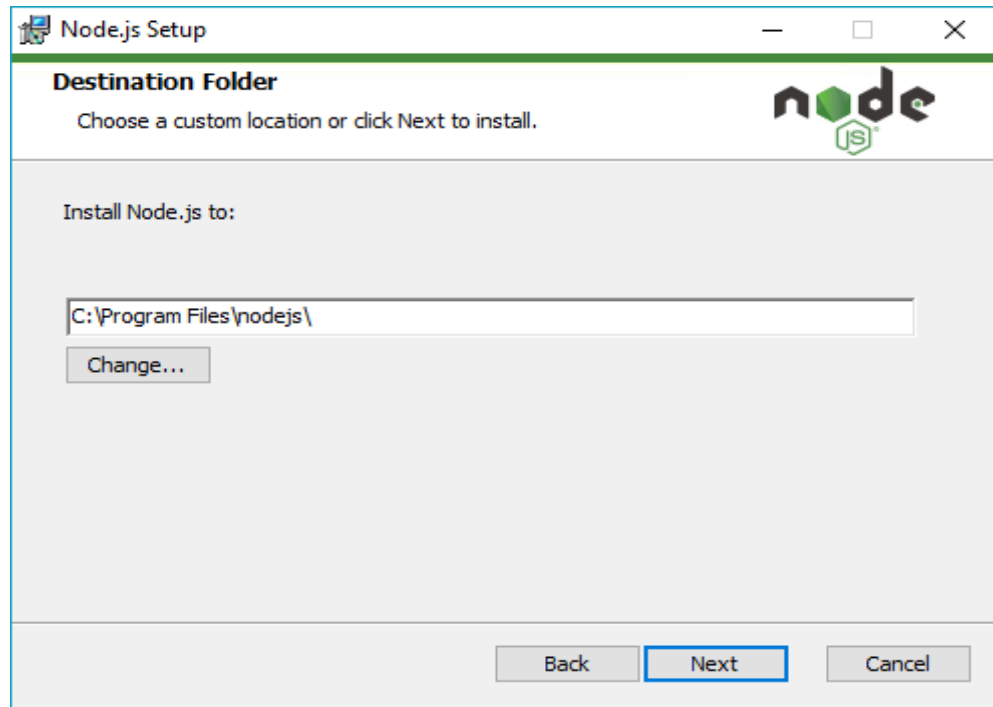 Node.js Setup
Destination Folder
Choose a custom location or click Next to install.
node
JS
Install Node.js to:
C:\Program Files\nodejs\
Change...
Back Next Cancel